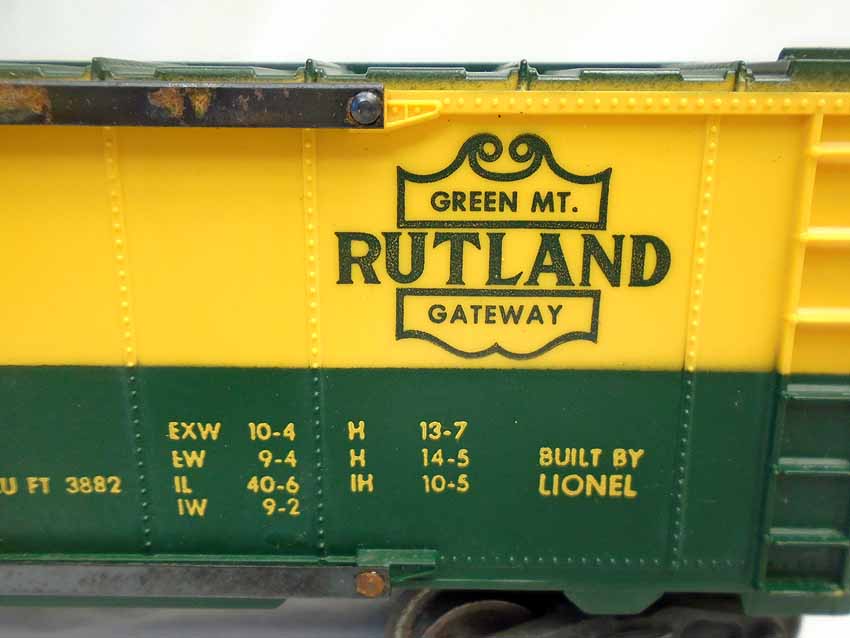 GREEN MT.
RUTLAND
GATEWAY
EXW 10-4 H 13-7
EW 9-4 H 14-5 BUILT BY
U FT 3882 IL 40-6 IH 10-5 LIONEL
IW 9-2